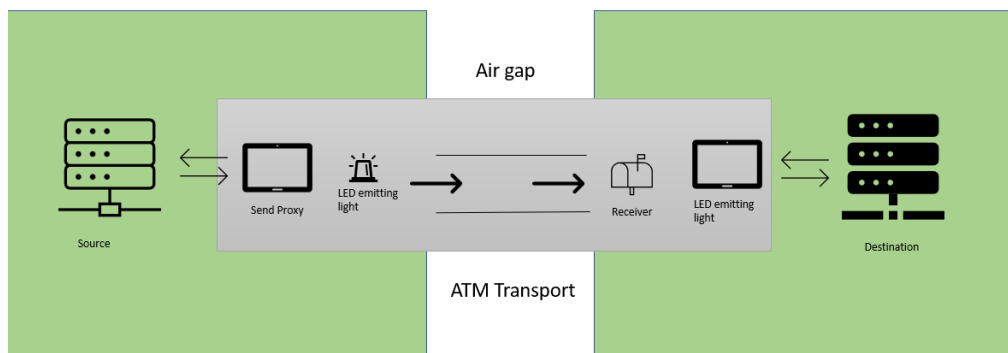 Air gap
Send Proxy
LED emitting
light
Receiver
LED emitting
light
Source
Destination
ATM Transport